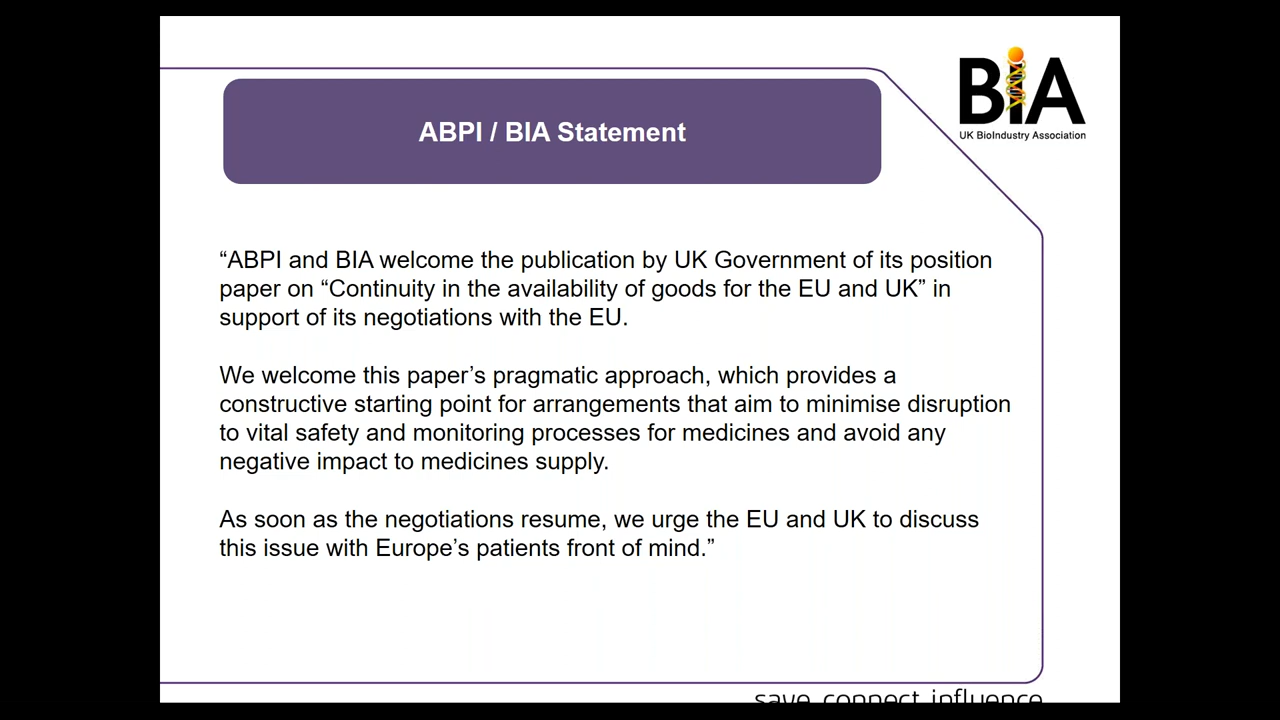 BIA
UK BioIndustry Association
ABPI / BIA Statement
“ABPI and BIA welcome the publication by UK Government of its position
paper on “Continuity in the availability of goods for the EU and UK” in
support of its negotiations with the EU.
We welcome this paper’s pragmatic approach, which provides a
constructive starting point for arrangements that aim to minimise disruption
to vital safety and monitoring processes for medicines and avoid any
negative impact to medicines supply.
As soon as the negotiations resume, we urge the EU and UK to discuss
this issue with Europe’s patients front of mind.”
save connect influence